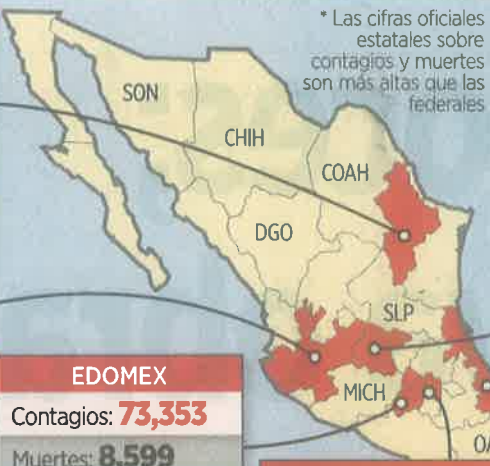 * Las cifras oficiales
estatales sobre
contagios y muertes
son más altas que las
federales
SON
CHIH
COAH
DGO
SLP
MICH
EDOMEX
Contagios: 73,353
Muertes: 8,599